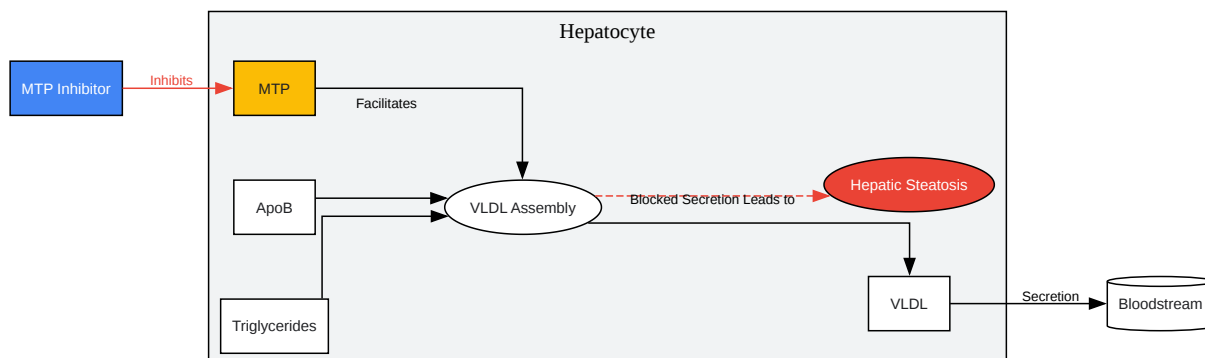 Hepatocyte
MTP Inhibitor
Inhibits
MTP
Facilitates
ApoB
VLDL Assembly
Blocked Secretion Leads to
Hepatic Steatosis
Triglycerides
VLDL
Secretion
Bloodstream